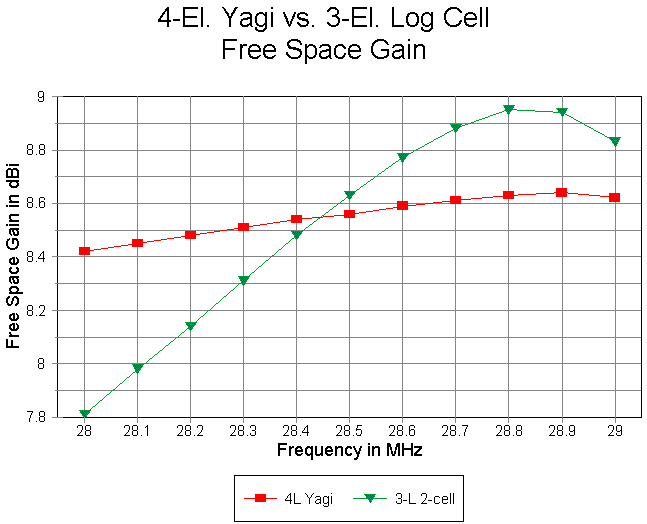 4-El. Yagi vs. 3-El. Log Cell
Free Space Gain
Free Space Gain in dBi
9
8.8
8.6
8.4
8.2
8
7.8
28 28.1 28.2 28.3 28.4 28.5 28.6 28.7 28.8 28.9 29
Frequency in MHz
4L Yagi 3-L 2-cell